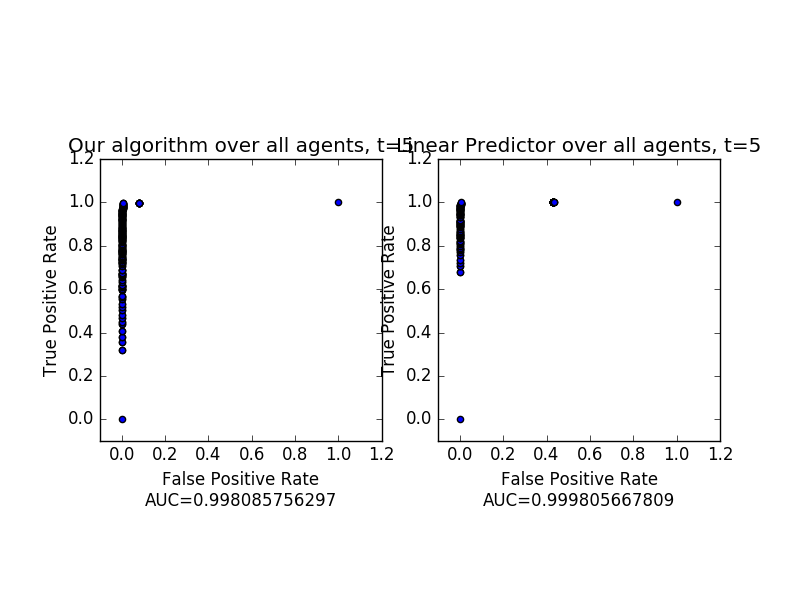 Our algorithm over all agents, t=5
Linear Predictor over all agents, t=5
1.2
1.0
0.8
0.6
0.4
0.2
0.0
True Positive Rate
0.0 0.2 0.4 0.6 0.8 1.0 1.2
False Positive Rate
AUC=0.998085756297
1.2
1.0
0.8
0.6
0.4
0.2
0.0
True Positive Rate
0.0 0.2 0.4 0.6 0.8 1.0 1.2
False Positive Rate
AUC=0.999805667809